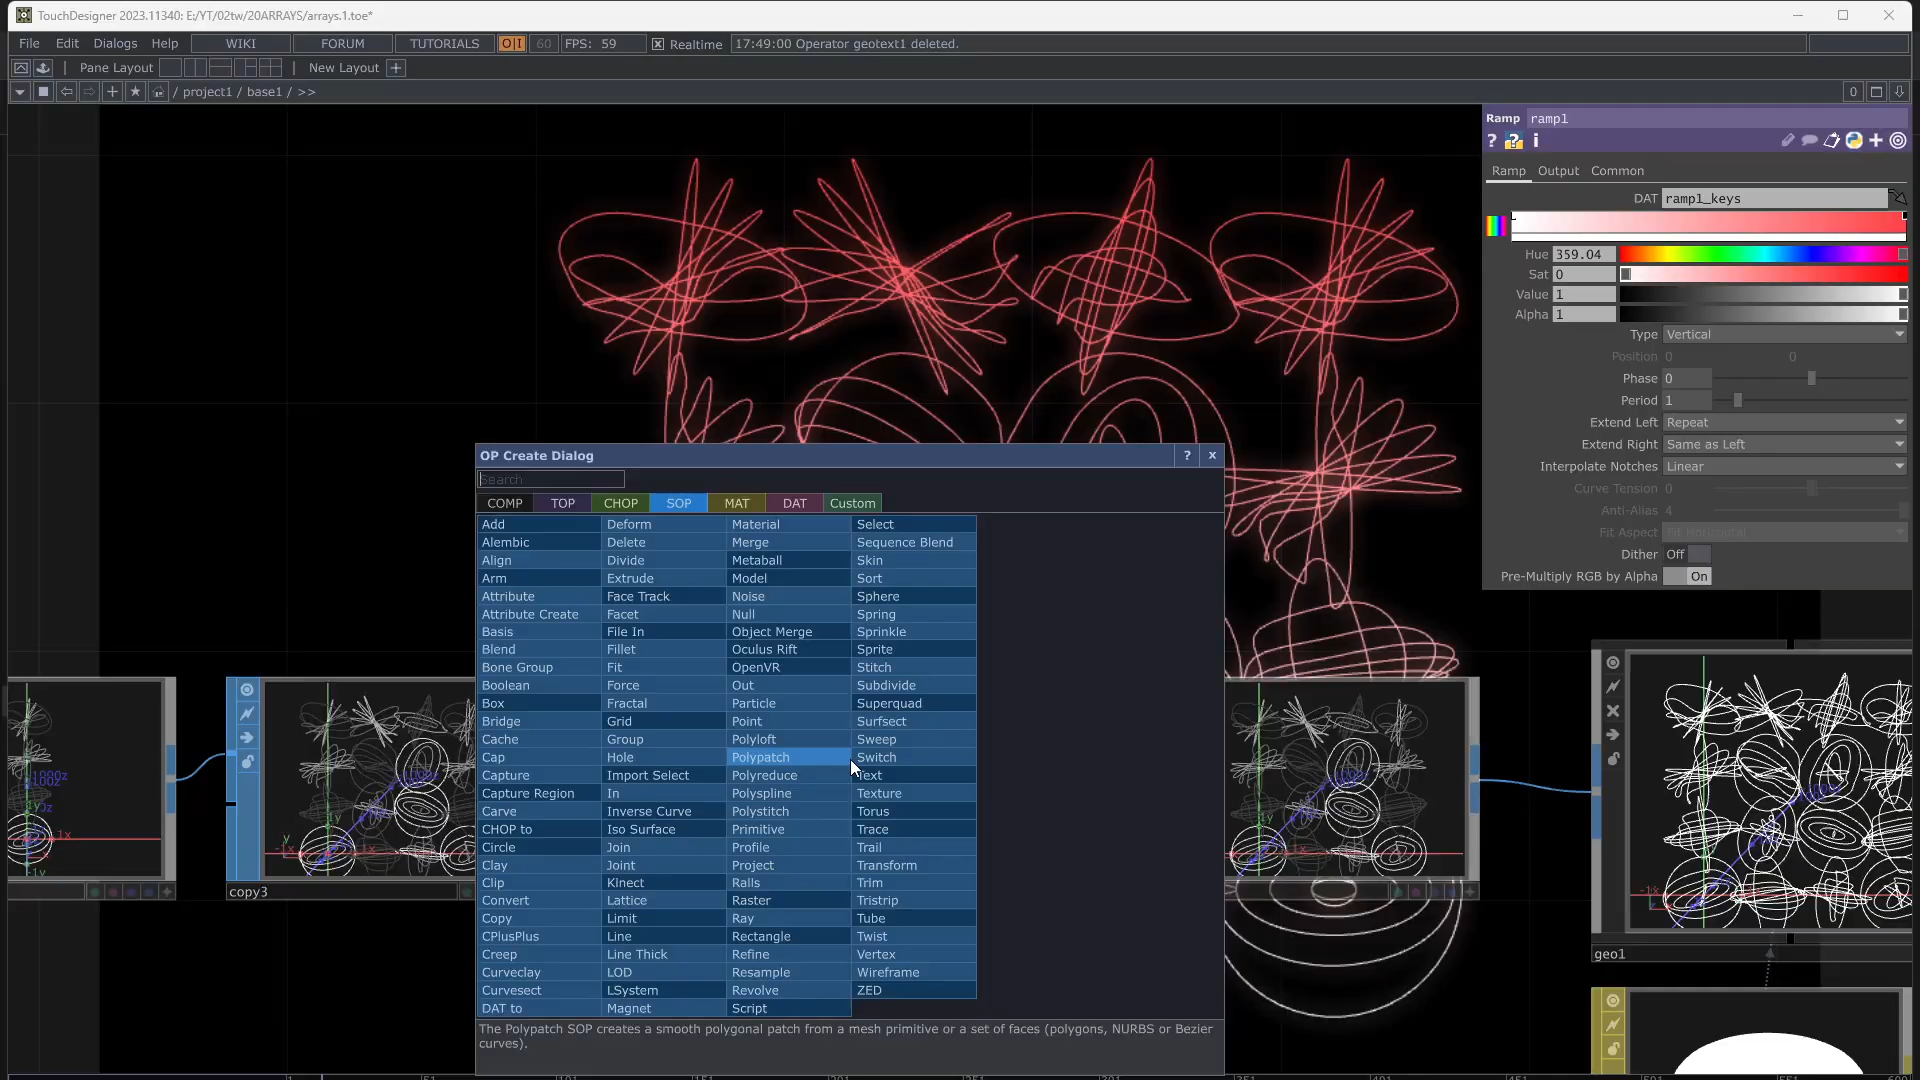 TouchDesigner 2023.11340: E:/YT/02tw/20ARRAYS/arrays.1.toe*
File Edit Dialogs Help WIKI FORUM TUTORIALS O|I 60 FPS: 59 Realtime 17:49:00 Operator geotext1 deleted.
Pane Layout New Layout +
/ project1 / base1 / >> 0
Ramp ramp1
? ? i
Ramp Output Common
DAT ramp1_keys
Hue 359.04
Sat 0
Value 1
Alpha 1
Type Vertical
Position 0 0
Phase 0
Period 1
Extend Left Repeat
Extend Right Same as Left
Interpolate Notches Linear
Curve Tension 0
Anti-Alias 4
Fit Aspect Fit Horizontal
Dither Off
Pre-Multiply RGB by Alpha On
OP Create Dialog ? x
Search
COMP TOP CHOP SOP MAT DAT Custom
Add Deform Material Select
Alembic Delete Merge Sequence Blend
Align Divide Metaball Skin
Arm Extrude Model Sort
Attribute Face Track Noise Sphere
Attribute Create Facet Null Spring
Basis File In Object Merge Sprinkle
Blend Fillet Oculus Rift Sprite
Bone Group Fit OpenVR Stitch
Boolean Force Out Subdivide
Box Fractal Particle Superquad
Bridge Grid Point Surfsect
Cache Group Polyloft Sweep
Cap Hole Polypatch Switch
Capture Import Select Polyreduce Text
Capture Region In Polyspline Texture
Carve Inverse Curve Polystitch Torus
CHOP to Iso Surface Primitive Trace
Circle Join Profile Trail
Clay Joint Project Transform
Clip Kinect Rails Trim
Convert Lattice Raster Tristrip
Copy Limit Ray Tube
CPlusPlus Line Rectangle Twist
Creep Line Thick Refine Vertex
Curveclay LOD Resample Wireframe
Curvesect LSystem Revolve ZED
DAT to Magnet Script
The Polypatch SOP creates a smooth polygonal patch from a mesh primitive or a set of faces (polygons, NURBS or Bezier
curves).
copy3
geo1